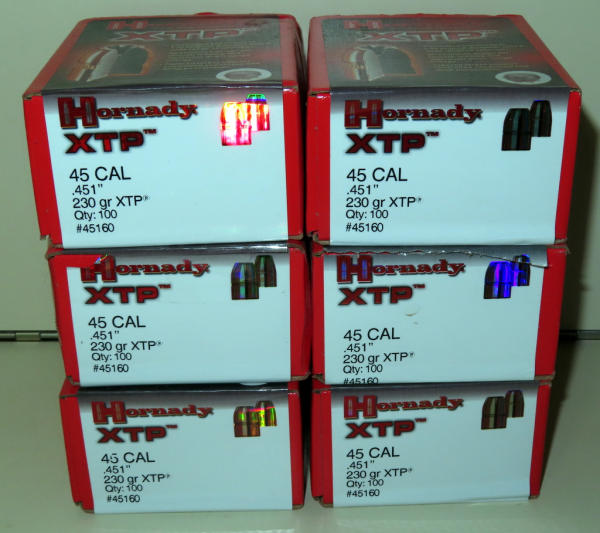 XTP™
XTP™
Hornady
XTP™
45 CAL
.451"
230 gr XTP®
Qty: 100
#45160
Hornady
XTP™
45 CAL
.451"
230 gr XTP®
Qty: 100
#45160
Hornady
XTP™
45 CAL
.451"
230 gr XTP®
Qty: 100
#45160
Hornady
XTP™
45 CAL
.451"
230 gr XTP®
Qty: 100
#45160
Hornady
XTP™
45 CAL
.451"
230 gr XTP®
Qty: 100
#45160
Hornady
XTP™
45 CAL
.451"
230 gr XTP®
Qty: 100
#45160